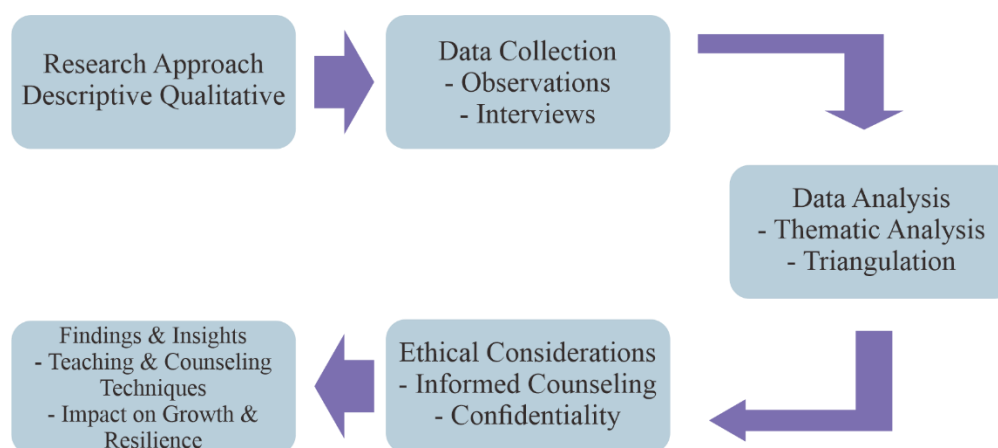 Research Approach
Descriptive Qualitative
Data Collection
- Observations
- Interviews
Data Analysis
- Thematic Analysis
- Triangulation
Ethical Considerations
- Informed Counseling
- Confidentiality
Findings & Insights
- Teaching & Counseling
Techniques
- Impact on Growth &
Resilience